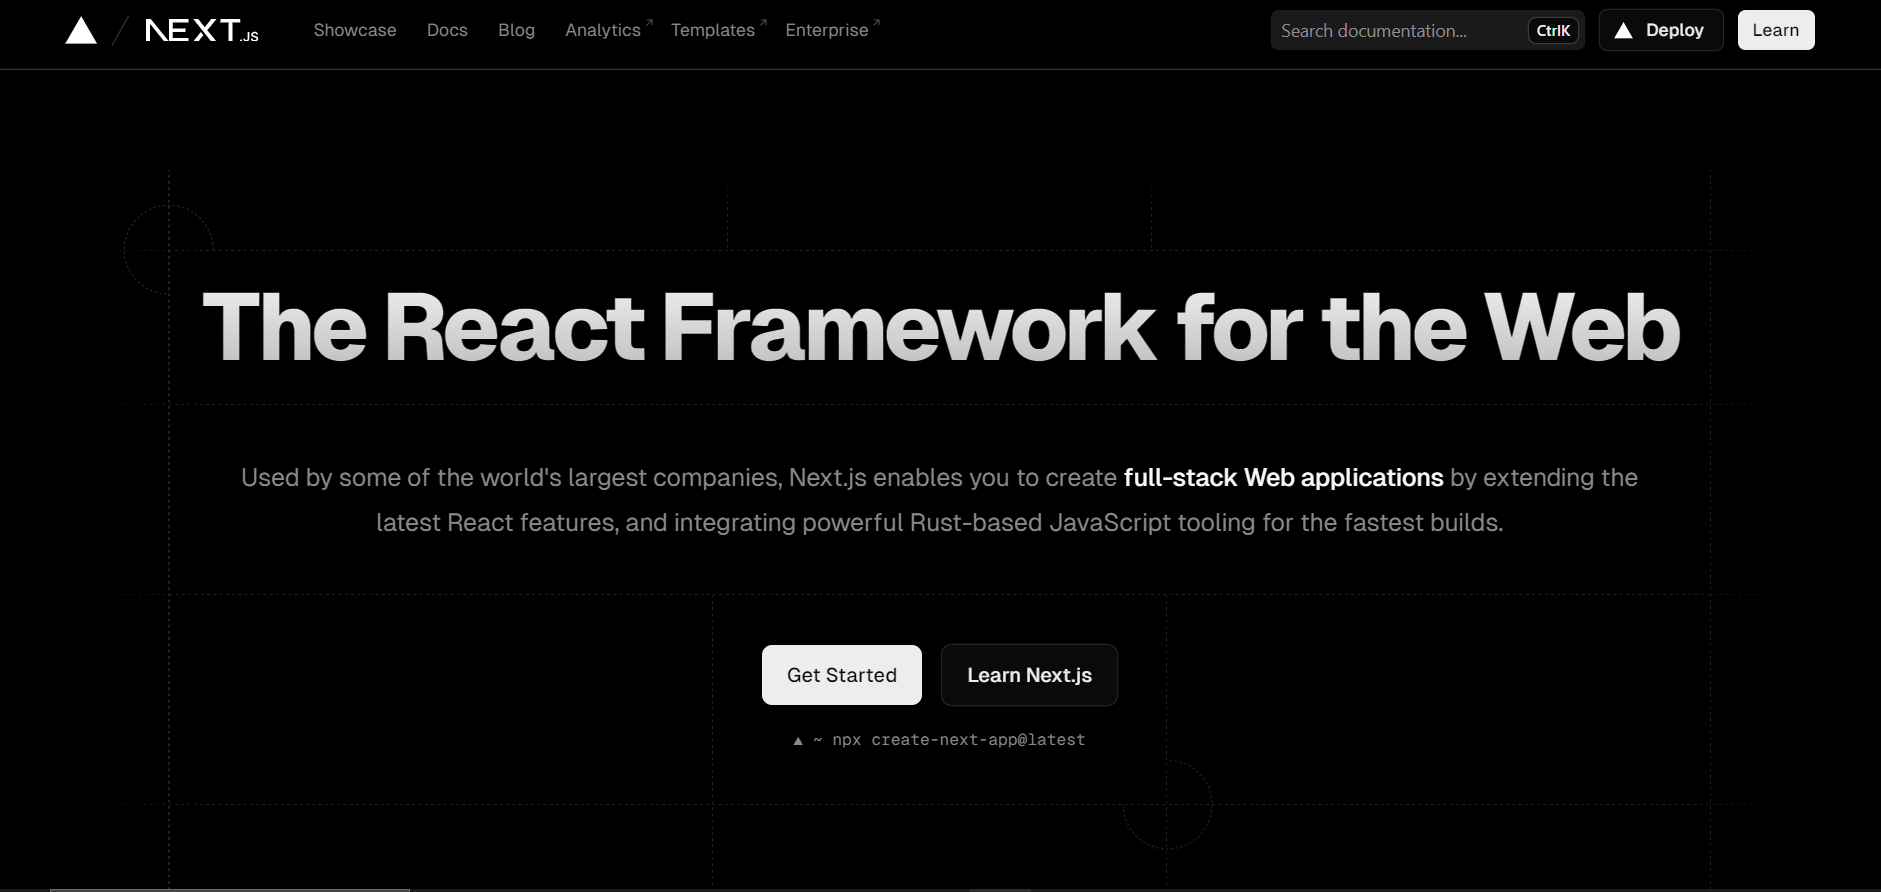 NEXT.JS
Showcase Docs Blog Analytics↗ Templates↗ Enterprise↗
Search documentation... CtrlK
Deploy
Learn
The React Framework for the Web
Used by some of the world's largest companies, Next.js enables you to create full-stack Web applications by extending the
latest React features, and integrating powerful Rust-based JavaScript tooling for the fastest builds.
Get Started
Learn Next.js
▲ ~ npx create-next-app@latest